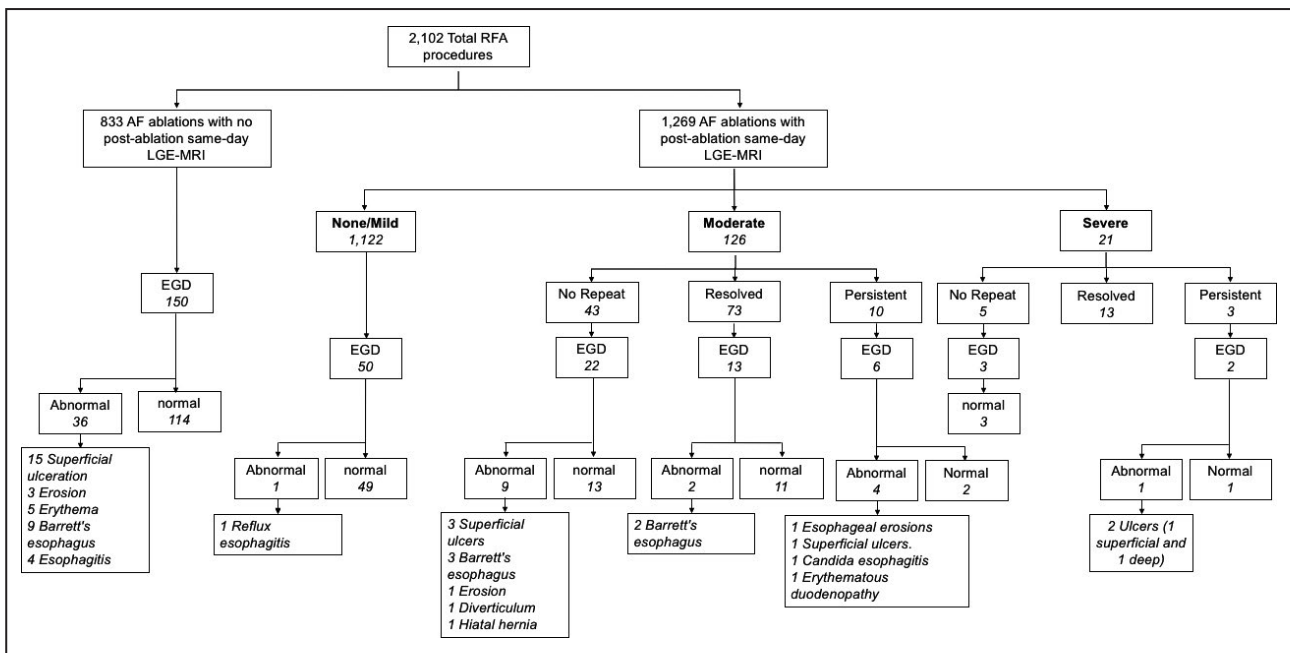 2,102 Total RFA
procedures
833 AF ablations with no
post-ablation same-day
LGE-MRI
1,269 AF ablations with
post-ablation same-day
LGE-MRI
None/Mild
1,122
Moderate
126
Severe
21
EGD
150
No Repeat
43
Resolved
73
Persistent
10
No Repeat
5
Resolved
13
Persistent
3
EGD
50
EGD
22
EGD
13
EGD
6
EGD
3
EGD
2
Abnormal
36
normal
114
normal
3
Abnormal
1
normal
49
Abnormal
9
normal
13
Abnormal
2
normal
11
Abnormal
4
Normal
2
Abnormal
1
Normal
1
15 Superficial
ulceration
3 Erosion
5 Erythema
9 Barrett's
esophagus
4 Esophagitis
1 Reflux
esophagitis
3 Superficial
ulcers
3 Barrett's
esophagus
1 Erosion
1 Diverticulum
1 Hiatal hernia
2 Barrett's
esophagus
1 Esophageal erosions
1 Superficial ulcers.
1 Candida esophagitis
1 Erythematous
duodenopathy
2 Ulcers (1
superficial and
1 deep)